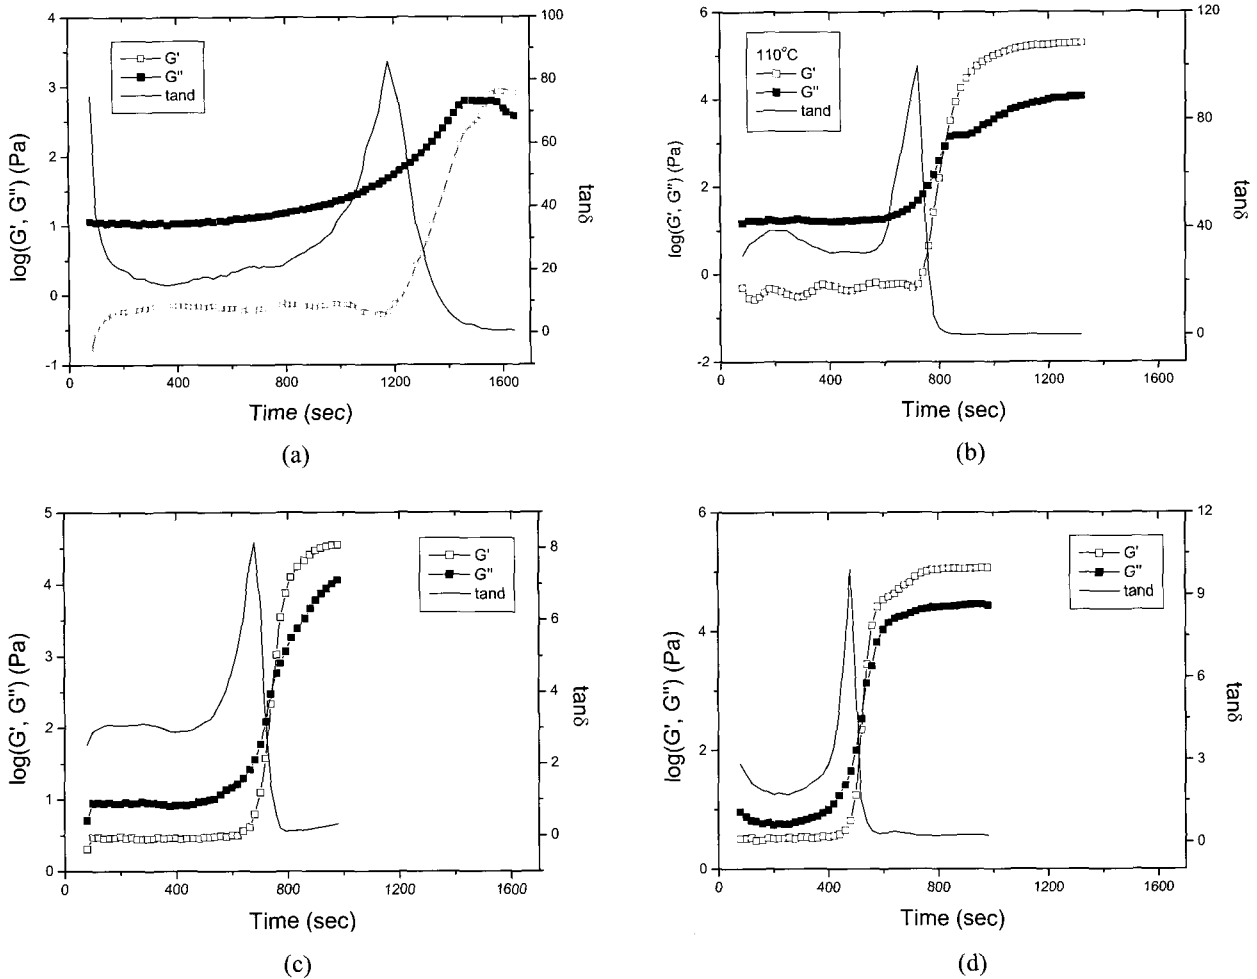 4
3
2
1
0
-1
log(G', G'') (Pa)
100
80
60
40
20
0
tanδ
G'
G''
tand
0
400
800
1200
1600
Time (sec)
(a)
6
4
2
0
-2
log(G', G'') (Pa)
120
80
40
0
tanδ
110°C
G'
G''
tand
0
400
800
1200
1600
Time (sec)
(b)
5
4
3
2
1
0
log(G', G'') (Pa)
8
6
4
2
0
tanδ
G'
G''
tand
0
400
800
1200
1600
Time (sec)
(c)
6
4
2
0
log(G', G'') (Pa)
12
9
6
3
0
tanδ
G'
G''
tand
0
400
800
1200
1600
Time (sec)
(d)